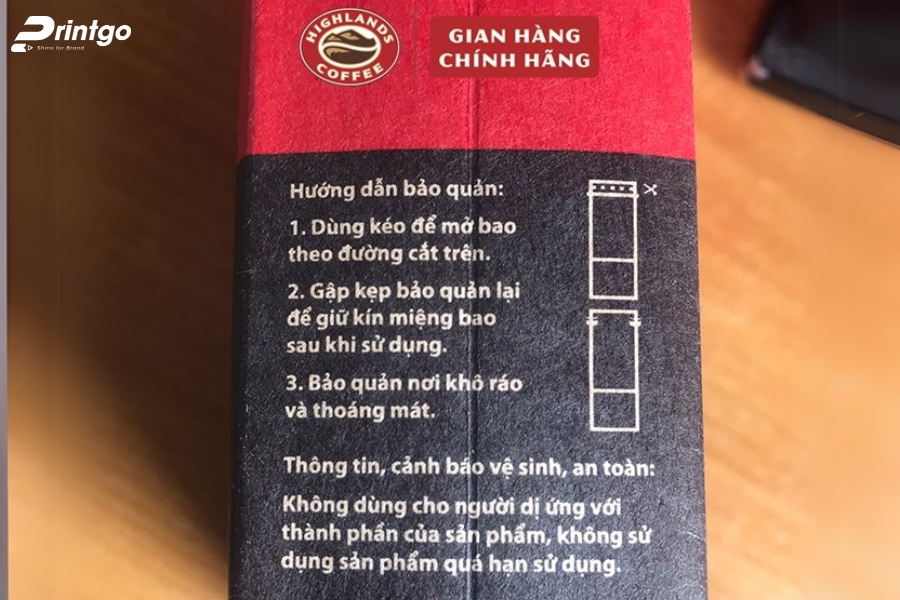 Printgo
Shine for Brand
HIGHLANDS
COFFEE
GIAN HÀNG
CHÍNH HÃNG
Hướng dẫn bảo quản:
1. Dùng kéo để mở bao
theo đường cắt trên.
2. Gập kẹp bảo quản lại
để giữ kín miệng bao
sau khi sử dụng.
3. Bảo quản nơi khô ráo
và thoáng mát.
Thông tin, cảnh báo vệ sinh, an toàn:
Không dùng cho người dị ứng với
thành phần của sản phẩm, không sử
dụng sản phẩm quá hạn sử dụng.